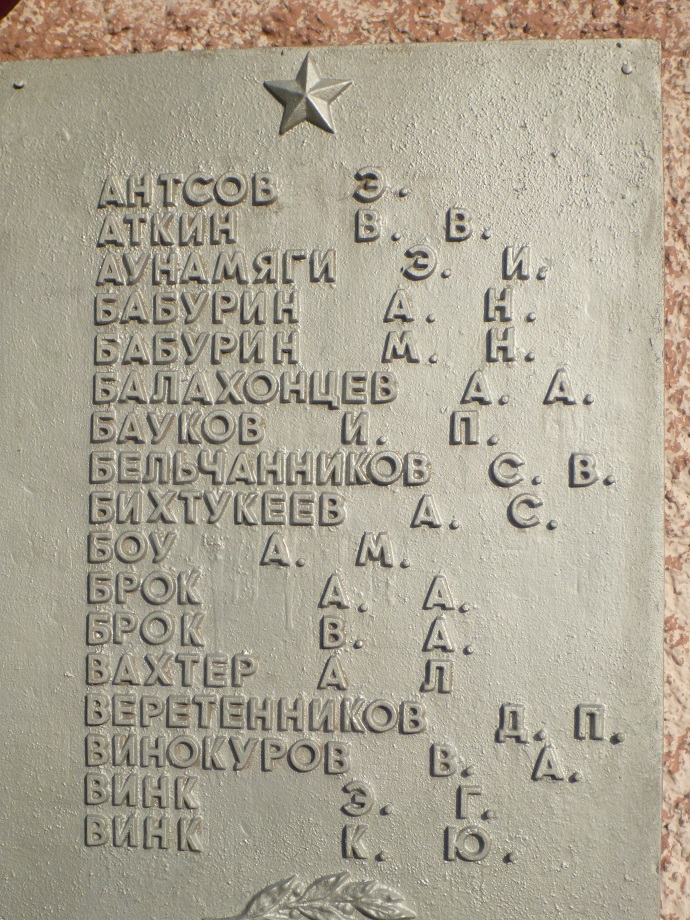 АНТСОВ Э.
АТКИН В. В.
АУНАМЯГИ Э. И.
БАБУРИН А. Н.
БАБУРИН М. Н.
БАЛАХОНЦЕВ А. А.
БАУКОВ И. П.
БЕЛЬЧАННИКОВ С. В.
БИХТУКЕЕВ А. С.
БОУ А. М.
БРОК А. А.
БРОК В. А.
ВАХТЕР А Л
ВЕРЕТЕННИКОВ Д. П.
ВИНОКУРОВ В. А.
ВИНК Э. Г.
ВИНК К. Ю.